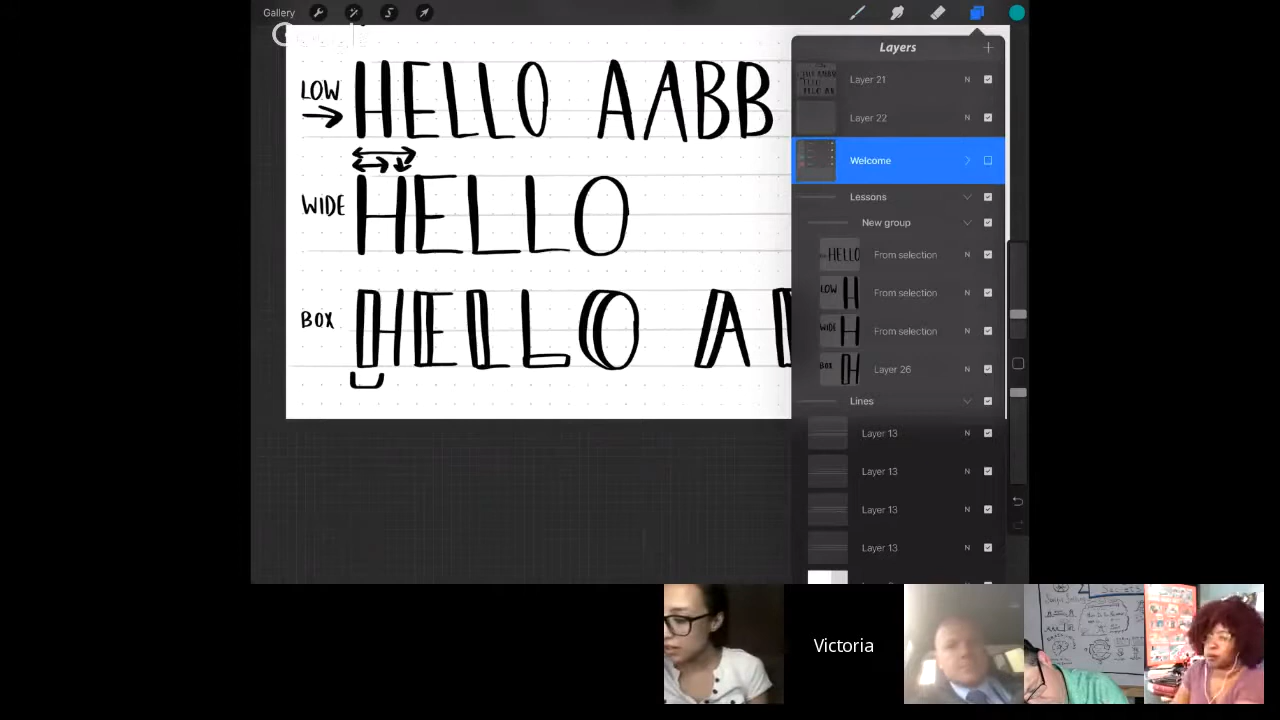 Gallery
Google
LOW HELLO AABB
WIDE HELLO
BOX HELLO A
Layers
Layer 21 N
Layer 22 N
Welcome
Lessons
New group
HELLO From selection N
LOW H From selection N
WIDE H From selection N
BOX H Layer 26 N
Lines
Layer 13 N
Layer 13 N
Layer 13 N
Layer 13 N
Victoria